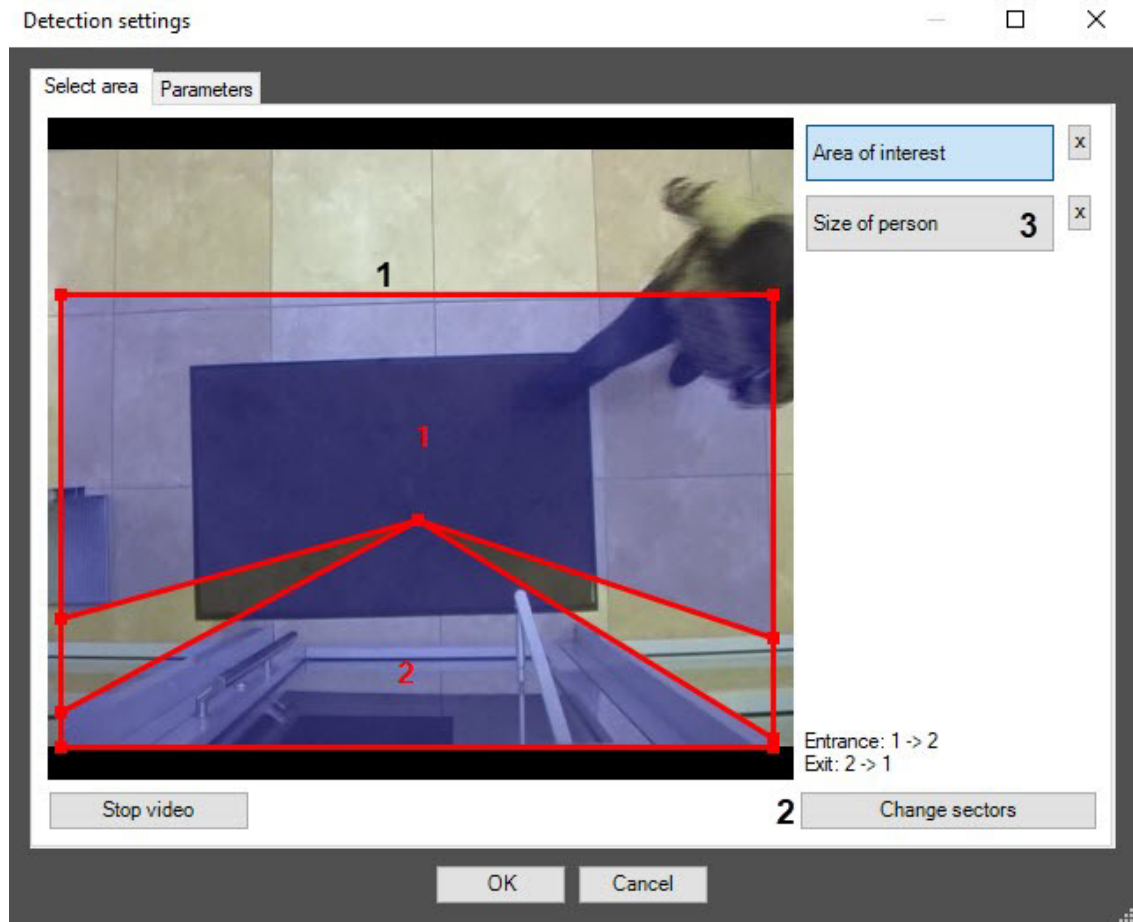 Detection settings
Select area
Parameters
Area of interest
x
Size of person
3
x
1
1
2
Entrance: 1 -> 2
Exit: 2 -> 1
Stop video
2
Change sectors
OK
Cancel